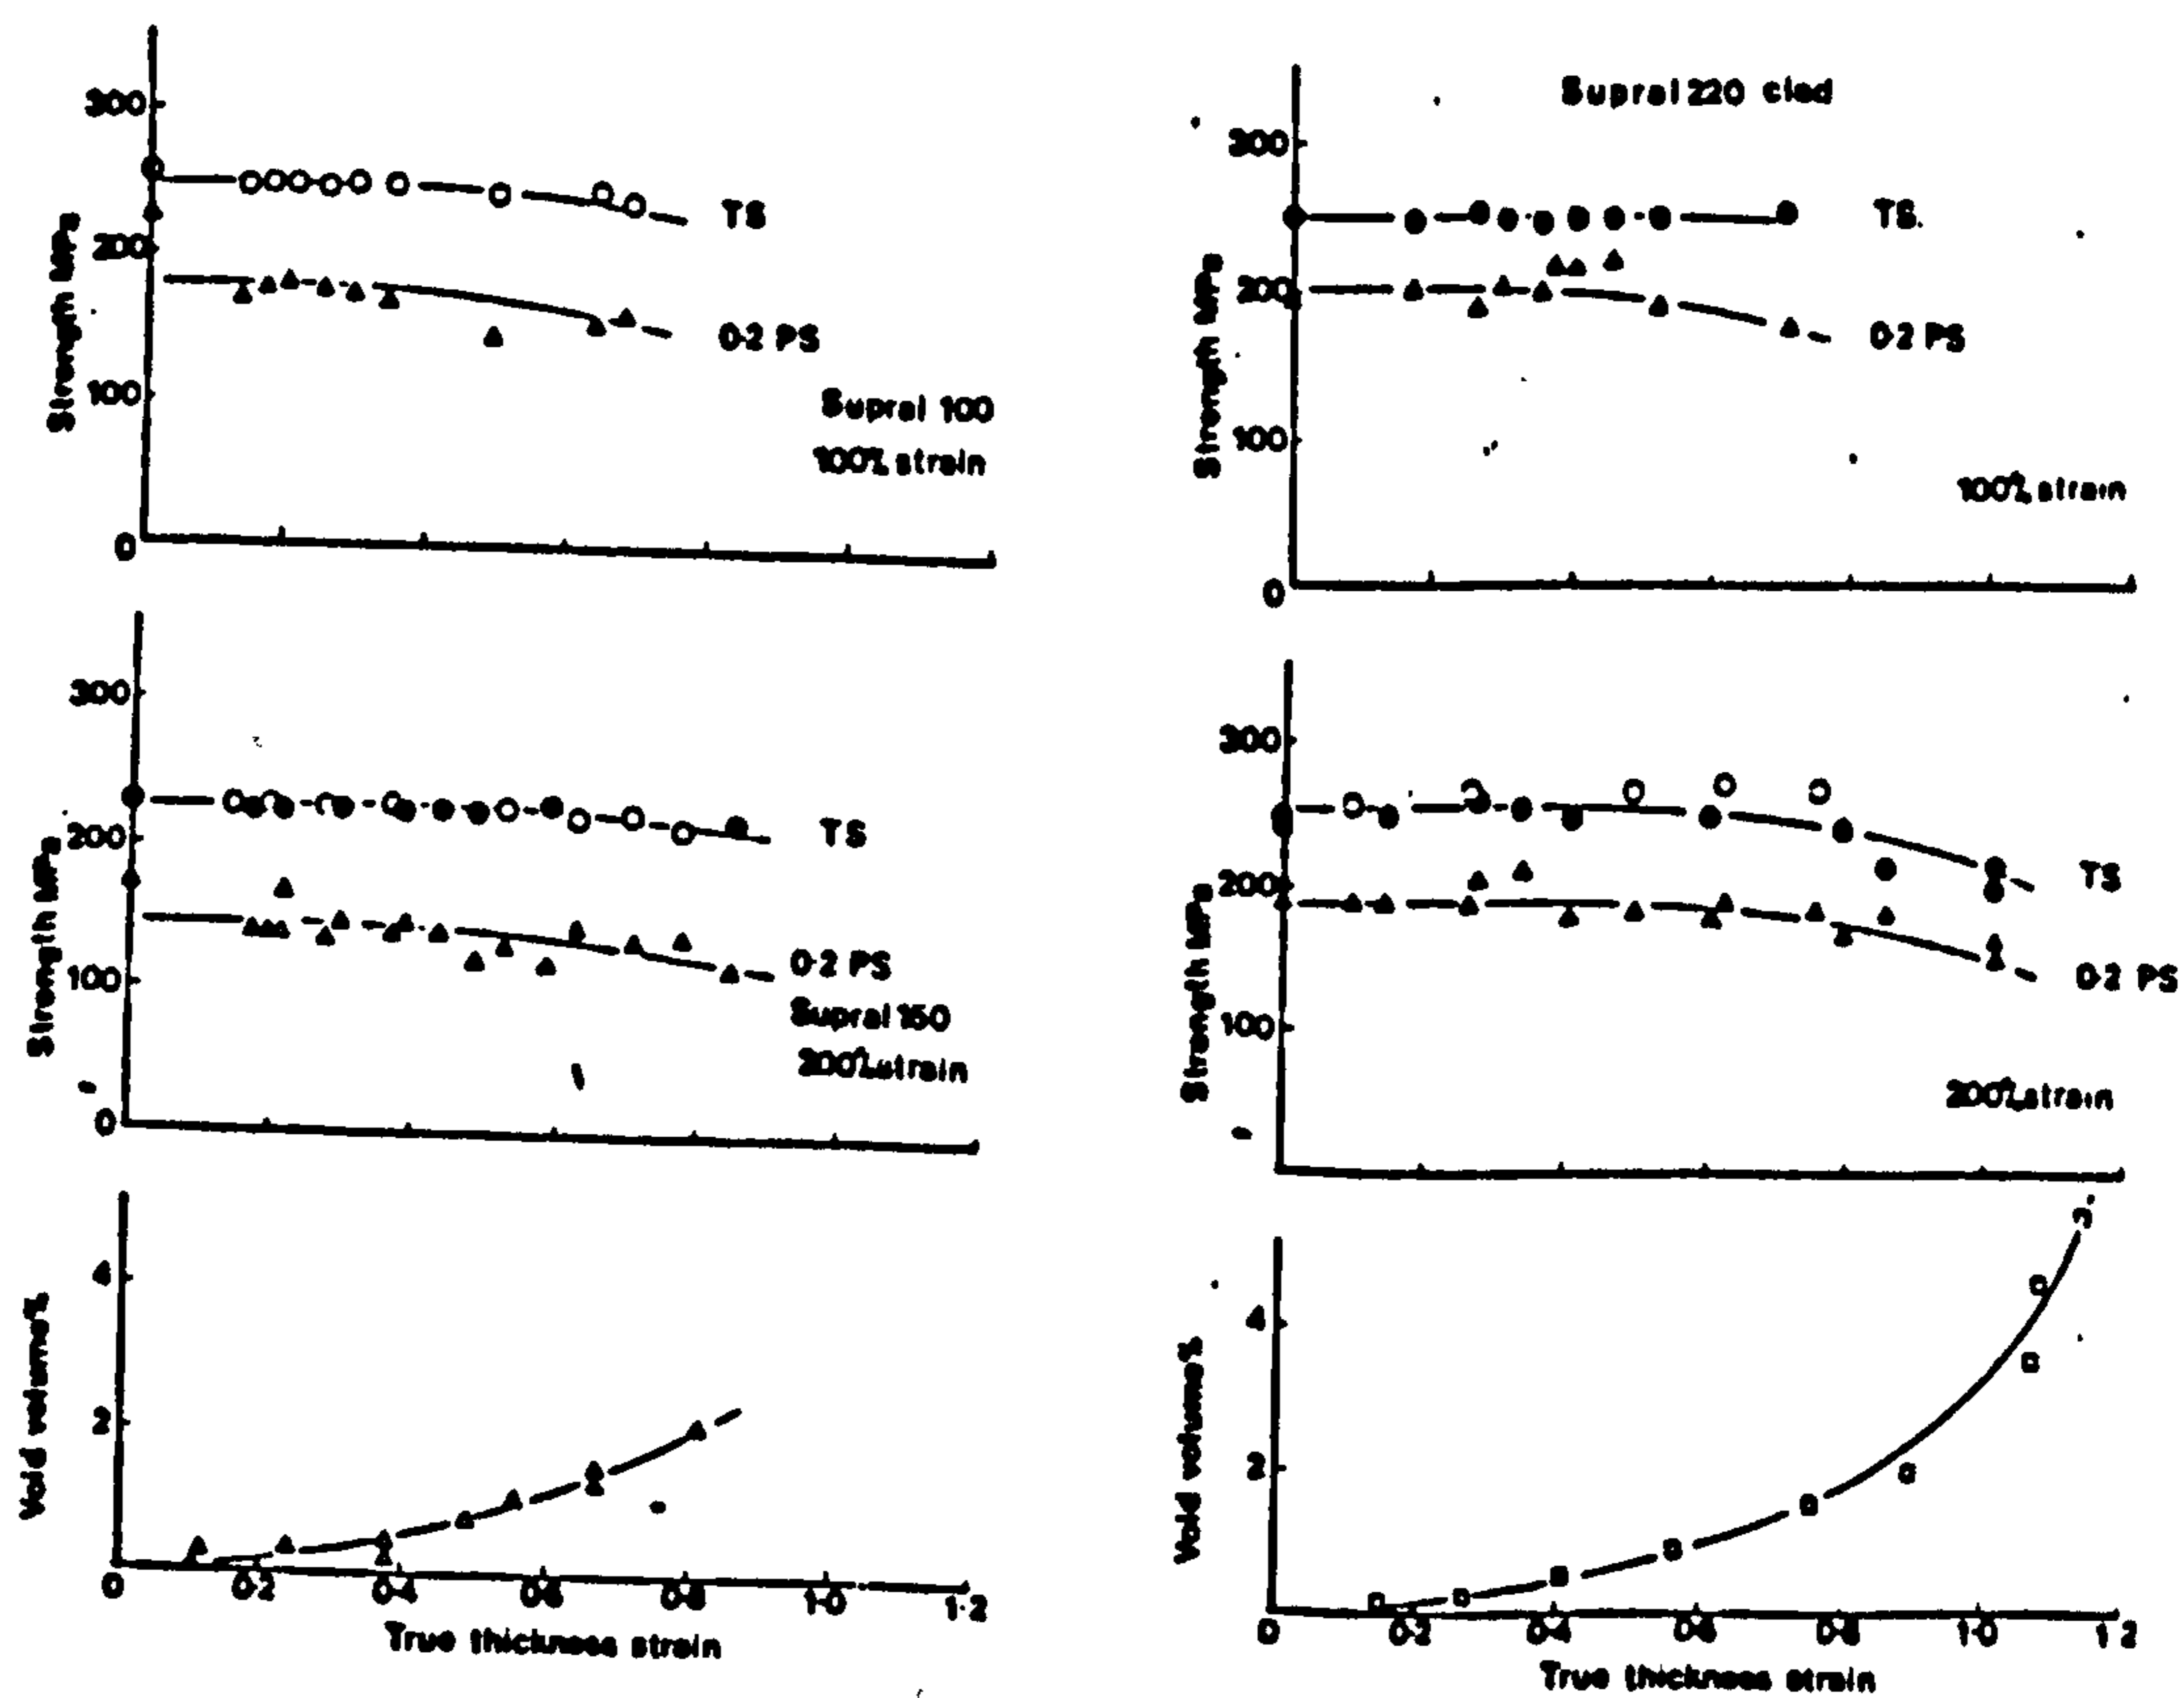 300
200
100
0
Strength MPa
TS
0·2 PS
Supral 100
100% strain
Supral 220 clad
300
200
100
0
Strength MPa
TS.
0·2 PS
100% strain
300
200
100
0
Strength MPa
TS
0·2 PS
Supral 150
200% strain
300
200
100
Strength MPa
TS
0·2 PS
200% strain
4
2
Void volume%
0 0·2 0·4 0·6 0·8 1·0 1·2
True thickness strain
4
2
Void volume%
0 0·2 0·4 0·6 0·8 1·0 1·2
True thickness strain